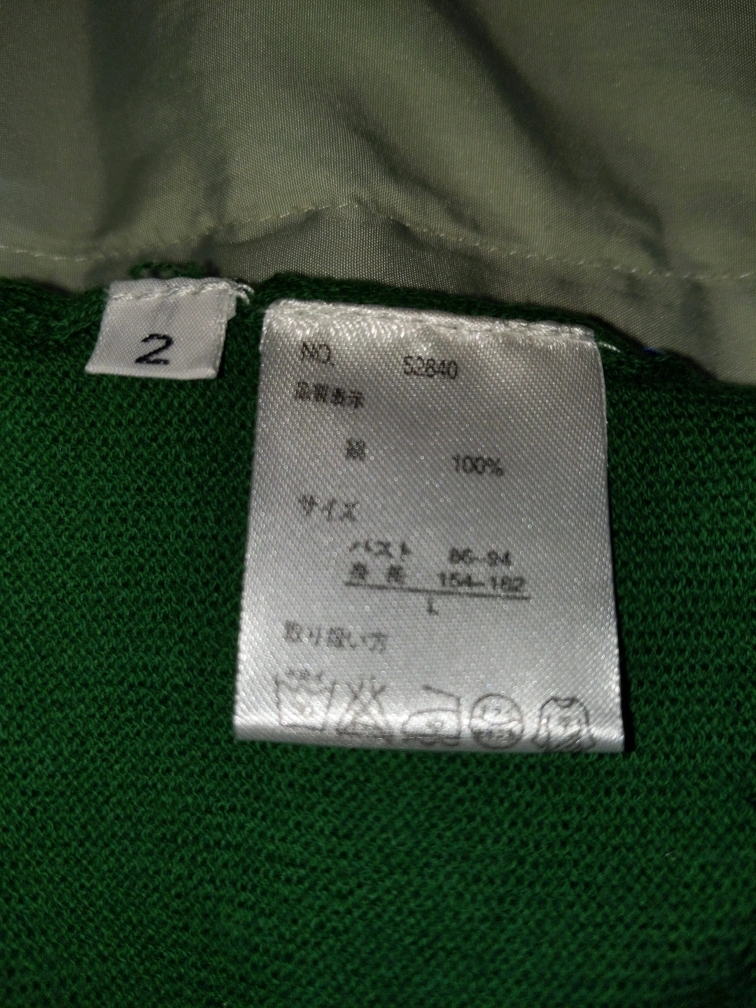 2
NO. 52840
品質表示
綿 100%
サイズ
バスト 86-94
身長 154-162
L
取り扱い方